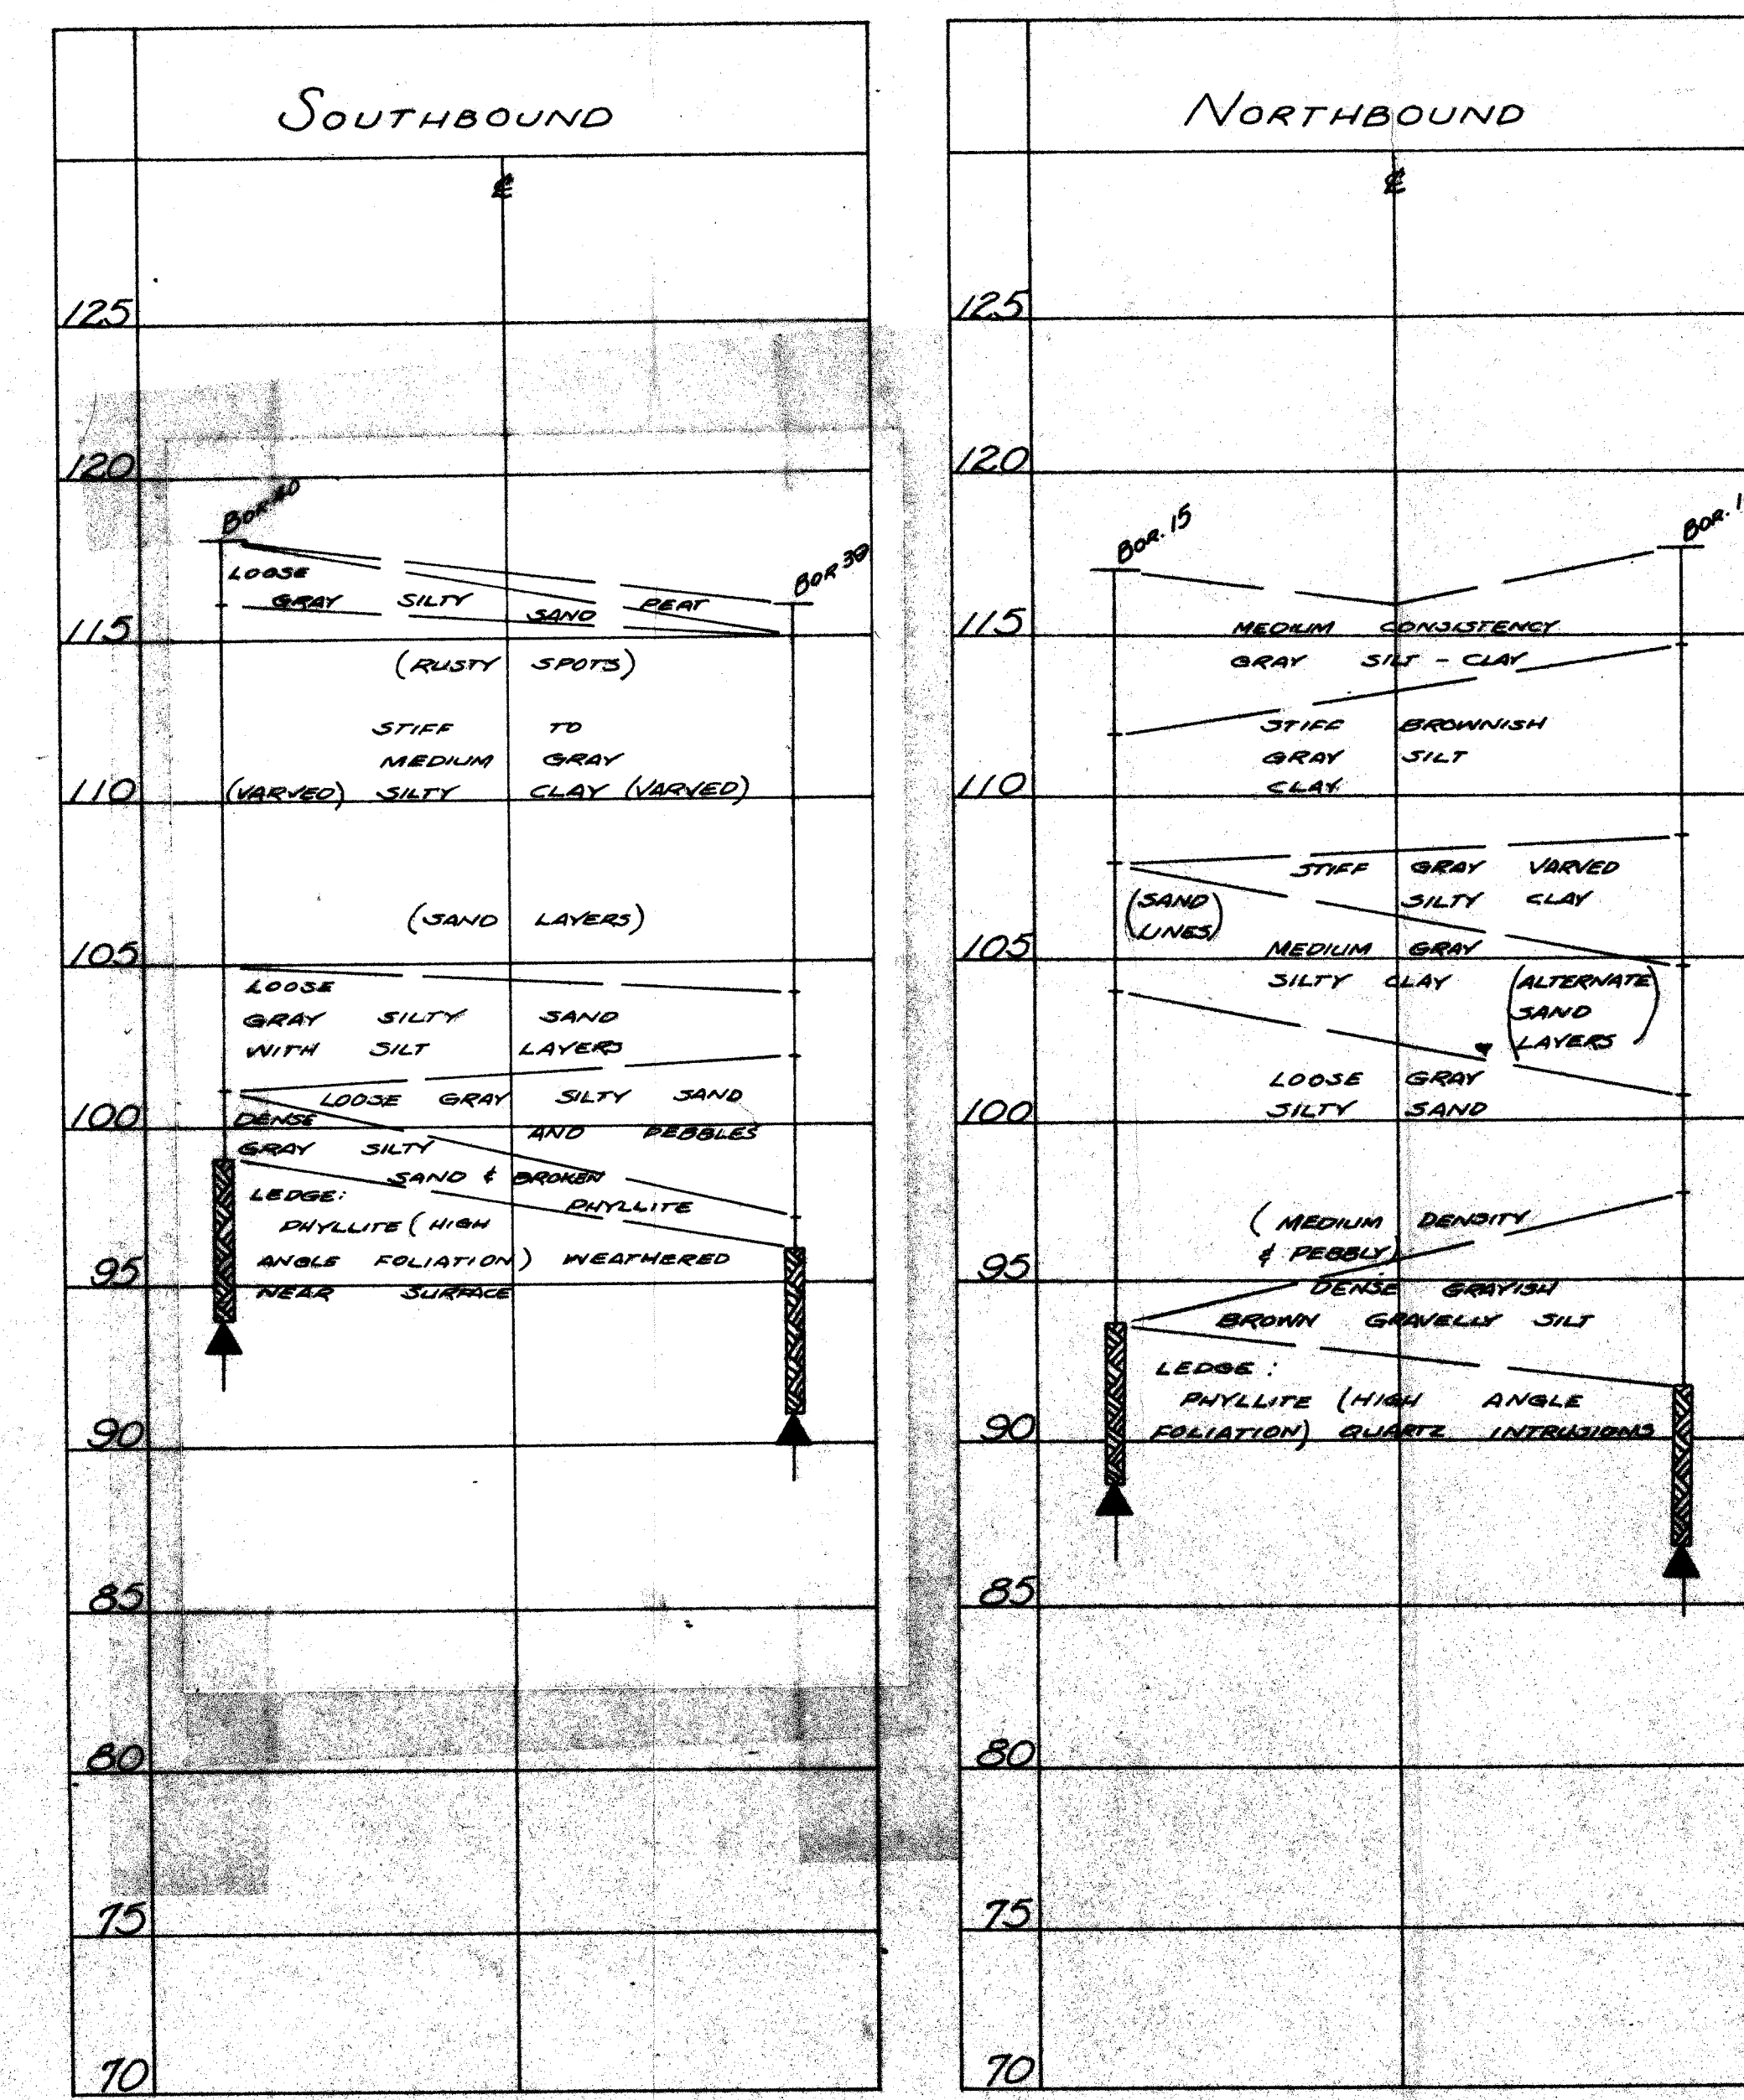 SOUTHBOUND
℄
125
120
BOR 40
BOR 39
LOOSE
GRAY SILTY SAND PEAT
115
(RUSTY SPOTS)
STIFF TO
MEDIUM GRAY
110
(VARVED) SILTY CLAY (VARVED)
(SAND LAYERS)
105
LOOSE
GRAY SILTY SAND
WITH SILT LAYERS
LOOSE GRAY SILTY SAND
AND PEBBLES
100
DENSE
GRAY SILTY
SAND & BROKEN
PHYLLITE
LEDGE:
PHYLLITE (HIGH
ANGLE FOLIATION) WEATHERED
95
NEAR SURFACE
90
85
80
75
70
NORTHBOUND
℄
125
120
BOR. 15
BOR. 1
115
MEDIUM CONSISTENCY
GRAY SILT - CLAY
STIFF BROWNISH
GRAY SILT
110
CLAY
STIFF GRAY VARVED
SILTY CLAY
(SAND
LINES)
105
MEDIUM GRAY
SILTY CLAY
(ALTERNATE
SAND
LAYERS)
LOOSE GRAY
100
SILTY SAND
(MEDIUM DENSITY
& PEBBLY)
95
DENSE GRAYISH
BROWN GRAVELLY SILT
LEDGE:
PHYLLITE (HIGH ANGLE
90
FOLIATION) QUARTZ INTRUSIONS
85
80
75
70